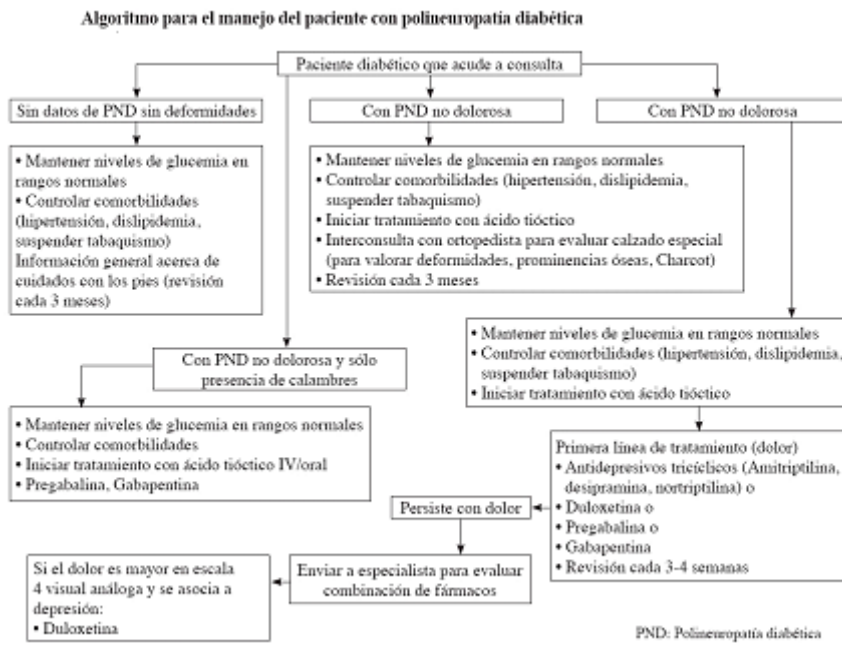 Algoritmo para el manejo del paciente con polineuropatía diabética
Paciente diabético que acude a consulta
Sin datos de PND sin deformidades
Con PND no dolorosa
Con PND no dolorosa
• Mantener niveles de glucemia en
rangos normales
• Controlar comorbilidades
(hipertensión, dislipidemia,
suspender tabaquismo)
Información general acerca de
cuidados con los pies (revisión
cada 3 meses)
• Mantener niveles de glucemia en rangos normales
• Controlar comorbilidades (hipertensión, dislipidemia,
suspender tabaquismo)
• Iniciar tratamiento con ácido tióctico
• Interconsulta con ortopedista para evaluar calzado especial
(para valorar deformidades, prominencias óseas, Charcot)
• Revisión cada 3 meses
• Mantener niveles de glucemia en rangos normales
• Controlar comorbilidades (hipertensión, dislipidemia,
suspender tabaquismo)
• Iniciar tratamiento con ácido tióctico
Con PND no dolorosa y sólo
presencia de calambres
• Mantener niveles de glucemia en rangos normales
• Controlar comorbilidades
• Iniciar tratamiento con ácido tióctico IV/oral
• Pregabalina, Gabapentina
Primera línea de tratamiento (dolor)
• Antidepresivos tricíclicos (Amitriptilina,
desipramina, nortriptilina) o
• Duloxetina o
• Pregabalina o
• Gabapentina
• Revisión cada 3-4 semanas
Persiste con dolor
Enviar a especialista para evaluar
combinación de fármacos
Si el dolor es mayor en escala
4 visual análoga y se asocia a
depresión:
• Duloxetina
PND: Polineuropatía diabética